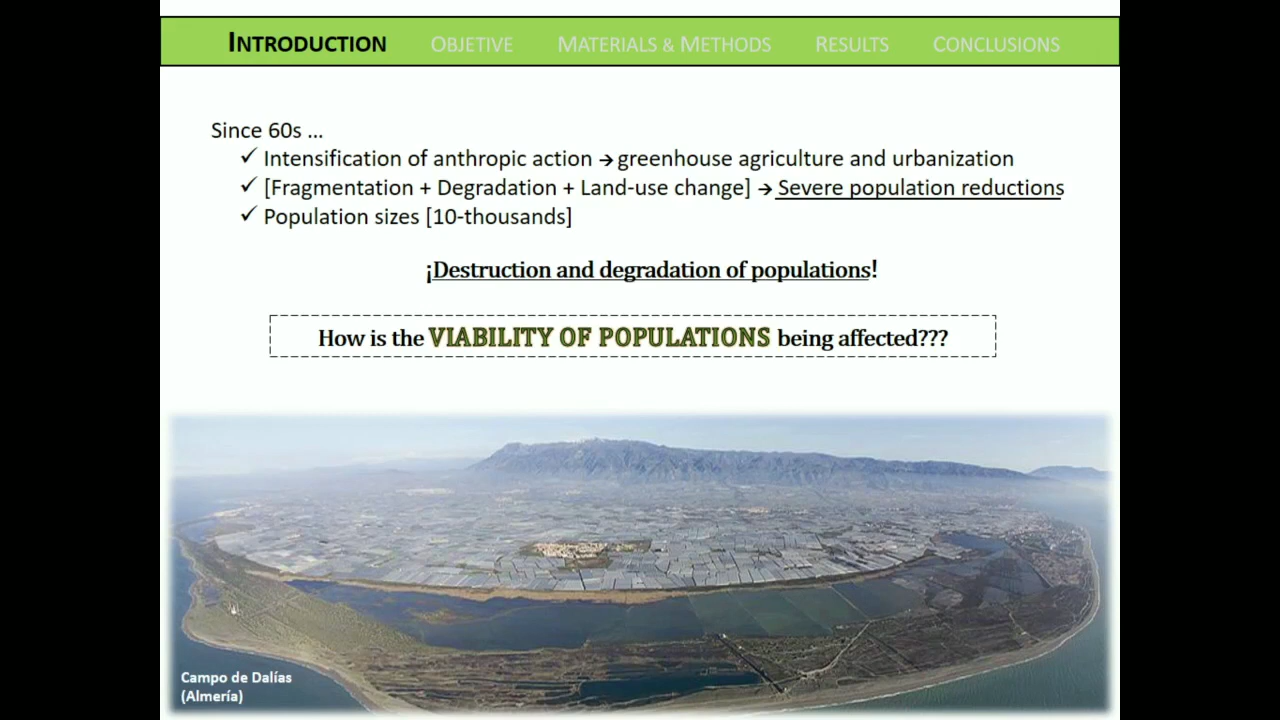 INTRODUCTION OBJETIVE MATERIALS & METHODS RESULTS CONCLUSIONS
Since 60s ...
✓ Intensification of anthropic action → greenhouse agriculture and urbanization
✓ [Fragmentation + Degradation + Land-use change] → Severe population reductions
✓ Population sizes [10-thousands]
¡Destruction and degradation of populations!
How is the VIABILITY OF POPULATIONS being affected???
Campo de Dalías
(Almería)